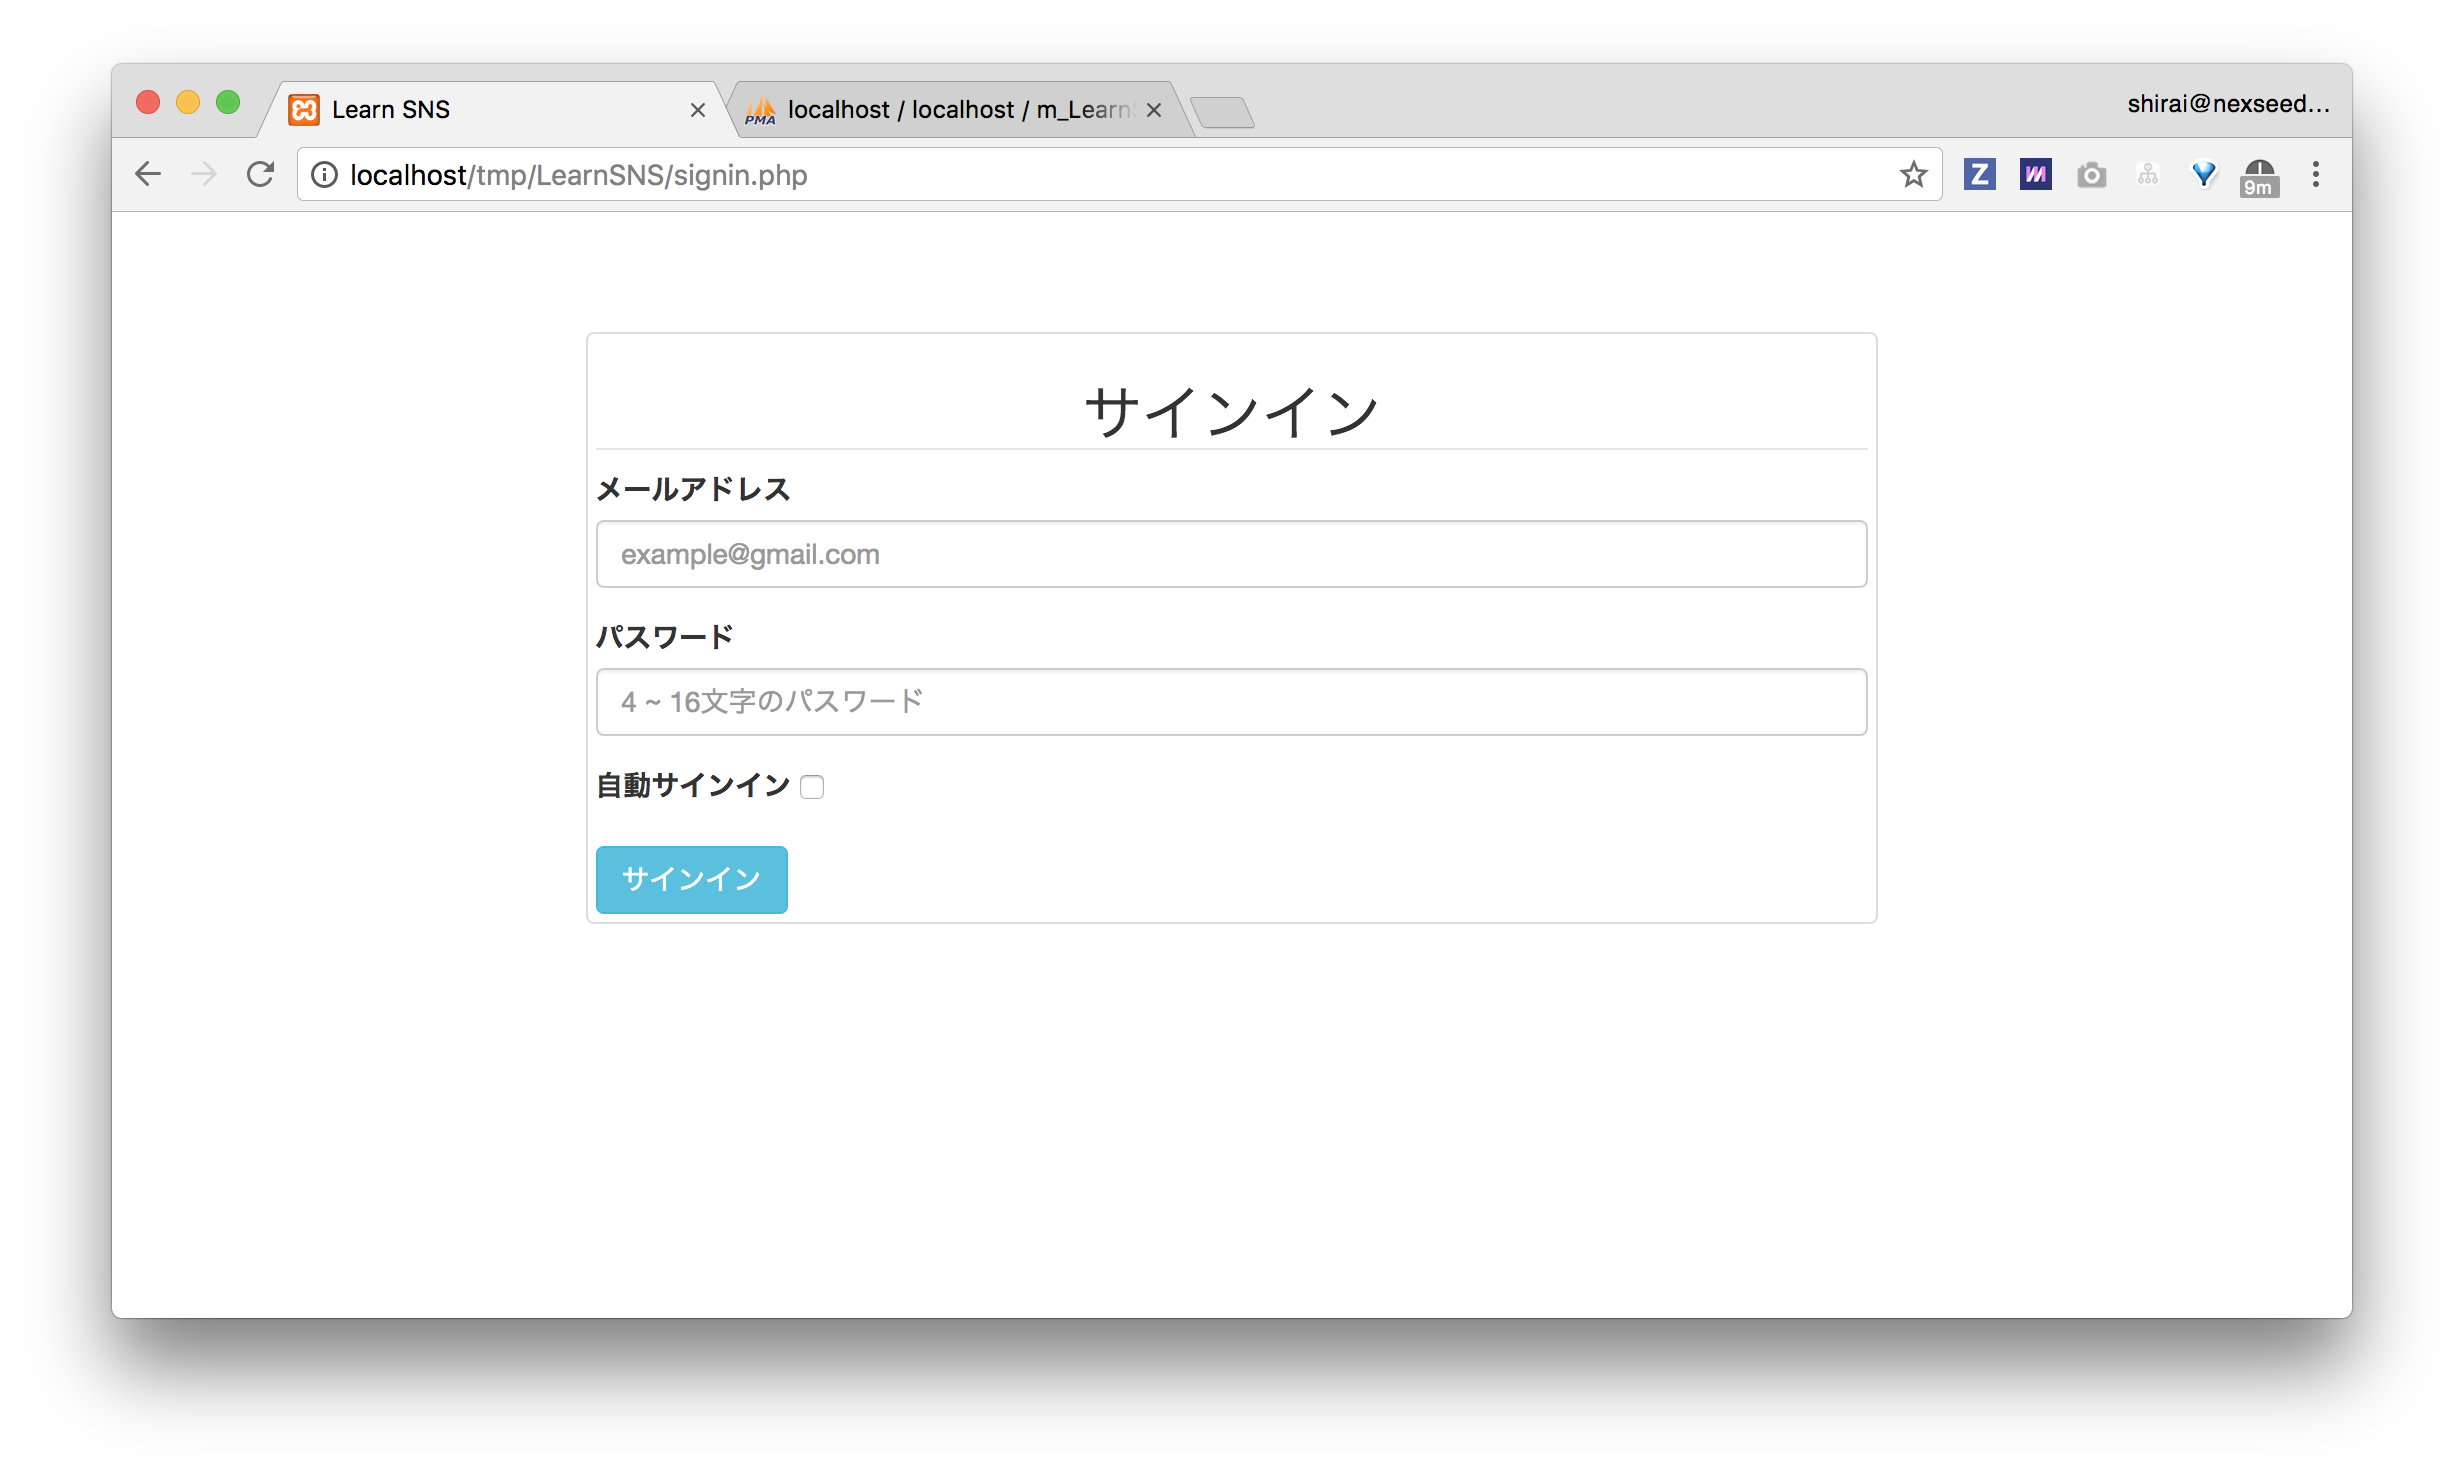 Learn SNS
localhost / localhost / m_Learn
shirai@nexseed...
localhost/tmp/LearnSNS/signin.php
9m
サインイン
メールアドレス
example@gmail.com
パスワード
4 ~ 16文字のパスワード
自動サインイン
サインイン